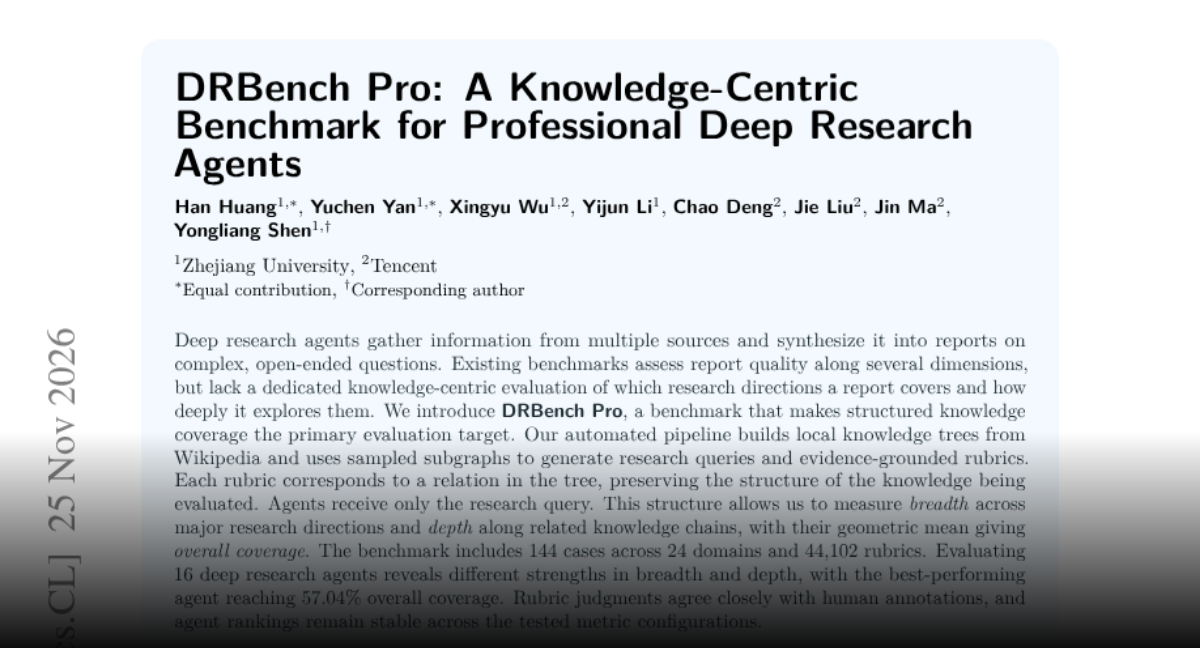 DRBench Pro: A Knowledge-Centric
Benchmark for Professional Deep Research
Agents
Han Huang1,*, Yuchen Yan1,*, Xingyu Wu1,2, Yijun Li1, Chao Deng2, Jie Liu2, Jin Ma2,
Yongliang Shen1,†
1Zhejiang University, 2Tencent
*Equal contribution, †Corresponding author
Deep research agents gather information from multiple sources and synthesize it into reports on
complex, open-ended questions. Existing benchmarks assess report quality along several dimensions,
but lack a dedicated knowledge-centric evaluation of which research directions a report covers and how
deeply it explores them. We introduce DRBench Pro, a benchmark that makes structured knowledge
coverage the primary evaluation target. Our automated pipeline builds local knowledge trees from
Wikipedia and uses sampled subgraphs to generate research queries and evidence-grounded rubrics.
Each rubric corresponds to a relation in the tree, preserving the structure of the knowledge being
evaluated. Agents receive only the research query. This structure allows us to measure breadth across
major research directions and depth along related knowledge chains, with their geometric mean giving
overall coverage. The benchmark includes 144 cases across 24 domains and 44,102 rubrics. Evaluating
16 deep research agents reveals different strengths in breadth and depth, with the best-performing
agent reaching 57.04% overall coverage. Rubric judgments agree closely with human annotations, and
agent rankings remain stable across the tested metric configurations.
s.CL] 25 Nov 2026